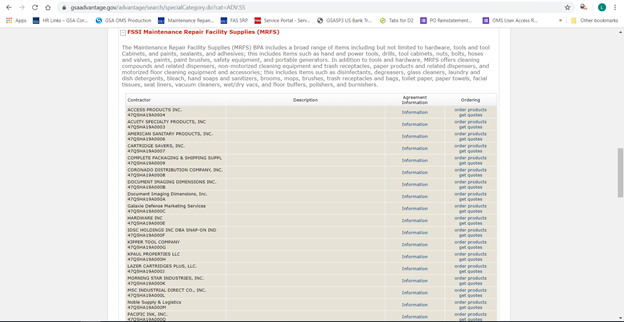 gsaadvantage.gov/advantage/search/specialCategory.do?cat=ADV.SS
Apps
HR Links - GSA Cor...
GSA OMS Production
Maintenance Repair...
FAS SRP
Service Portal - Serv...
GSASP3 US Bank Tr...
Tabs for D2
PO Reinstatement...
OMS User Access R...
»
Other bookmarks
FSSI Maintenance Repair Facility Supplies (MRFS)
The Maintenance Repair Facility Supplies (MRFS) BPA includes a broad range of items including but not limited to hardware, tools and tool
Cabinets, and paints, sealants, and adhesives; this includes items such as hand and power tools, drills, tool cabinets, nuts, bolts, hoses
and valves, paints, paint brushes, safety equipment, and portable generators. In addition to tools and hardware, MRFS offers cleaning
compounds and related dispensers, non-motorized cleaning equipment and trash receptacles, paper products and related dispensers, and
motorized floor cleaning equipment and accessories; this includes items such as disinfectants, degreasers, glass cleaners, laundry and
dish detergents, bleach, hand soaps and sanitizers, brooms, mops, brushes, trash receptacles and bags, toilet paper, paper towels, facial
tissues, seat liners, vacuum cleaners, wet/dry vacs, and floor buffers, polishers, and burnishers.
Contractor Description Agreement Information Ordering
ACCESS PRODUCTS INC. Information order products
47QSHA19A0004 get quotes
ACUITY SPECIALTY PRODUCTS, INC Information order products
47QSHA19A0003 get quotes
AMERICAN SANITARY PRODUCTS, INC. Information order products
47QSHA19A0006 get quotes
CARTRIDGE SAVERS, INC. Information order products
47QSHA19A0007 get quotes
COMPLETE PACKAGING & SHIPPING SUPPL Information order products
47QSHA19A0009 get quotes
CORONADO DISTRIBUTION COMPANY, INC. Information order products
47QSHA19A0008 get quotes
DOCUMENT IMAGING DIMENSIONS INC. Information order products
47QSHA19A000B get quotes
Document Imaging Dimensions, Inc. Information order products
47QSHA19A000A get quotes
Galaxie Defense Marketing Services Information order products
47QSHA19A000C get quotes
HARDWARE INC Information order products
47QSHA19A000E get quotes
IDSC HOLDINGS INC DBA SNAP-ON IND Information order products
47QSHA19A000F get quotes
KIPPER TOOL COMPANY Information order products
47QSHA19A000G get quotes
KPAUL PROPERTIES LLC Information order products
47QSHA19A000H get quotes
LAZER CARTRIDGES PLUS, LLC. Information order products
47QSHA19A000J get quotes
MORNING STAR INDUSTRIES, INC. Information order products
47QSHA19A000K get quotes
MSC INDUSTRIAL DIRECT CO., INC. Information order products
47QSHA19A000L get quotes
Noble Supply & Logistics Information order products
47QSHA19A000M get quotes
PACIFIC INK, INC. Information order products
47QSHA19A000Q get quotes